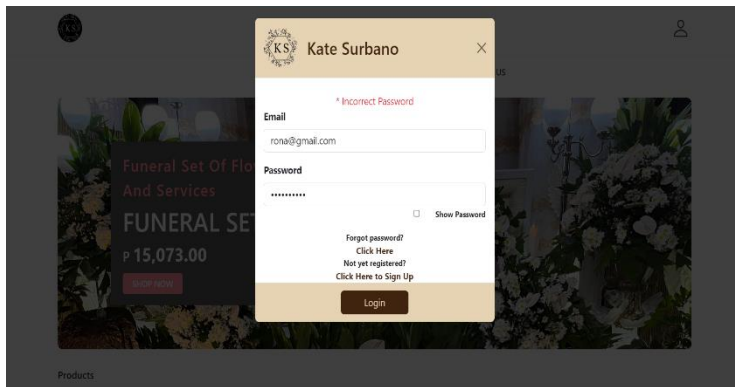 KS
KS
Kate Surbano
us
* Incorrect Password
Email
rona@gmail.com
Password
Show Password
Forgot password?
Click Here
Not yet registered?
Click Here to Sign Up
Login
Funeral Set Of Flo
And Services
FUNERAL SET
₱ 15,073.00
SHOP NOW
Products